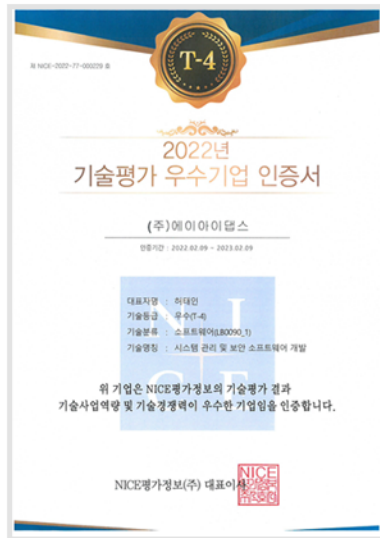 T-4
제 NICE-2022-77-000229 호
2022년
기술평가 우수기업 인증서
(주)에이아이댑스
인증기간 : 2022.02.09 ~ 2023.02.09
대표자명 : 허태인
기술등급 : 우수(T-4)
기술분류 : 소프트웨어(LB0090_1)
기술명칭 : 시스템 관리 및 보안 소프트웨어 개발
NICE
위 기업은 NICE평가정보의 기술평가 결과
기술사업역량 및 기술경쟁력이 우수한 기업임을 인증합니다.
NICE평가정보(주) 대표이사
NICE